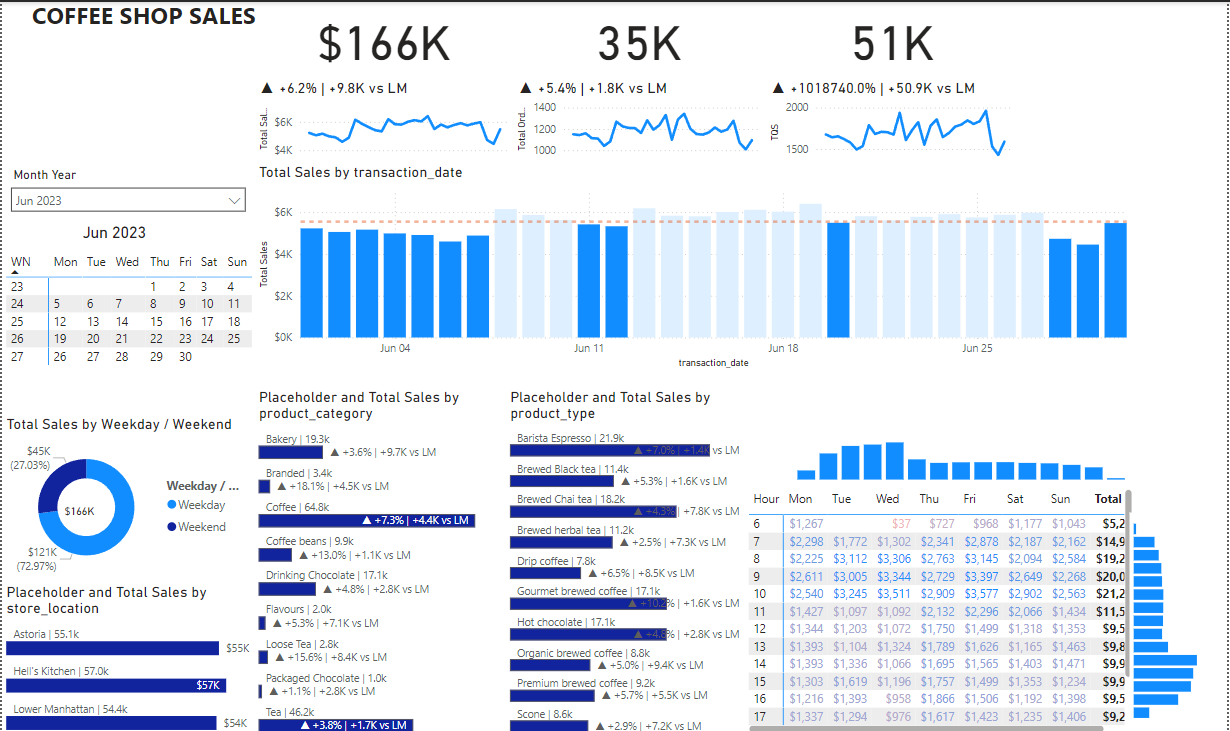 COFFEE SHOP SALES
$166K
35K
51K
▲ +6.2% | +9.8K vs LM
▲ +5.4% | +1.8K vs LM
▲ +1018740.0% | +50.9K vs LM
Total Sal...
$6K
$4K
Total Ord...
1400
1200
1000
TQS
2000
1500
Month Year
Jun 2023
Jun 2023
WN Mon Tue Wed Thu Fri Sat Sun
23 1 2 3 4
24 5 6 7 8 9 10 11
25 12 13 14 15 16 17 18
26 19 20 21 22 23 24 25
27 26 27 28 29 30
Total Sales by transaction_date
Total Sales
$6K
$4K
$2K
$0K
Jun 04 Jun 11 Jun 18 Jun 25
transaction_date
Total Sales by Weekday / Weekend
$45K
(27.03%)
$166K
$121K
(72.97%)
Weekday / ...
Weekday
Weekend
Placeholder and Total Sales by
store_location
Astoria | 55.1k
$55K
Hell's Kitchen | 57.0k
$57K
Lower Manhattan | 54.4k
$54K
Placeholder and Total Sales by
product_category
Bakery | 19.3k
▲ +3.6% | +9.7K vs LM
Branded | 3.4k
▲ +18.1% | +4.5K vs LM
Coffee | 64.8k
▲ +7.3% | +4.4K vs LM
Coffee beans | 9.9k
▲ +13.0% | +1.1K vs LM
Drinking Chocolate | 17.1k
▲ +4.8% | +2.8K vs LM
Flavours | 2.0k
▲ +5.3% | +7.1K vs LM
Loose Tea | 2.8k
▲ +15.6% | +8.4K vs LM
Packaged Chocolate | 1.0k
▲ +1.1% | +2.8K vs LM
Tea | 46.2k
▲ +3.8% | +1.7K vs LM
Placeholder and Total Sales by
product_type
Barista Espresso | 21.9k
▲ +7.0% | +1.4K vs LM
Brewed Black tea | 11.4k
▲ +5.3% | +1.6K vs LM
Brewed Chai tea | 18.2k
▲ +4.3% | +7.8K vs LM
Brewed herbal tea | 11.2k
▲ +2.5% | +7.3K vs LM
Drip coffee | 7.8k
▲ +6.5% | +8.5K vs LM
Gourmet brewed coffee | 17.1k
▲ +10.2% | +1.6K vs LM
Hot chocolate | 17.1k
▲ +4.8% | +2.8K vs LM
Organic brewed coffee | 8.8k
▲ +5.0% | +9.4K vs LM
Premium brewed coffee | 9.2k
▲ +5.7% | +5.5K vs LM
Scone | 8.6k
▲ +2.9% | +7.2K vs LM
Hour Mon Tue Wed Thu Fri Sat Sun Total
6 $1,267 $37 $727 $968 $1,177 $1,043 $5,2
7 $2,298 $1,772 $1,302 $2,341 $2,878 $2,187 $2,162 $14,9
8 $2,225 $3,112 $3,306 $2,763 $3,145 $2,094 $2,584 $19,2
9 $2,611 $3,005 $3,344 $2,729 $3,397 $2,649 $2,268 $20,0
10 $2,540 $3,245 $3,511 $2,909 $3,577 $2,902 $2,563 $21,2
11 $1,427 $1,097 $1,092 $2,132 $2,296 $2,066 $1,434 $11,5
12 $1,344 $1,203 $1,072 $1,750 $1,499 $1,318 $1,353 $9,5
13 $1,393 $1,104 $1,324 $1,789 $1,626 $1,165 $1,463 $9,8
14 $1,393 $1,336 $1,066 $1,695 $1,565 $1,403 $1,471 $9,9
15 $1,303 $1,619 $1,196 $1,757 $1,499 $1,353 $1,234 $9,9
16 $1,216 $1,393 $958 $1,866 $1,506 $1,192 $1,398 $9,5
17 $1,337 $1,294 $976 $1,617 $1,423 $1,235 $1,406 $9,2